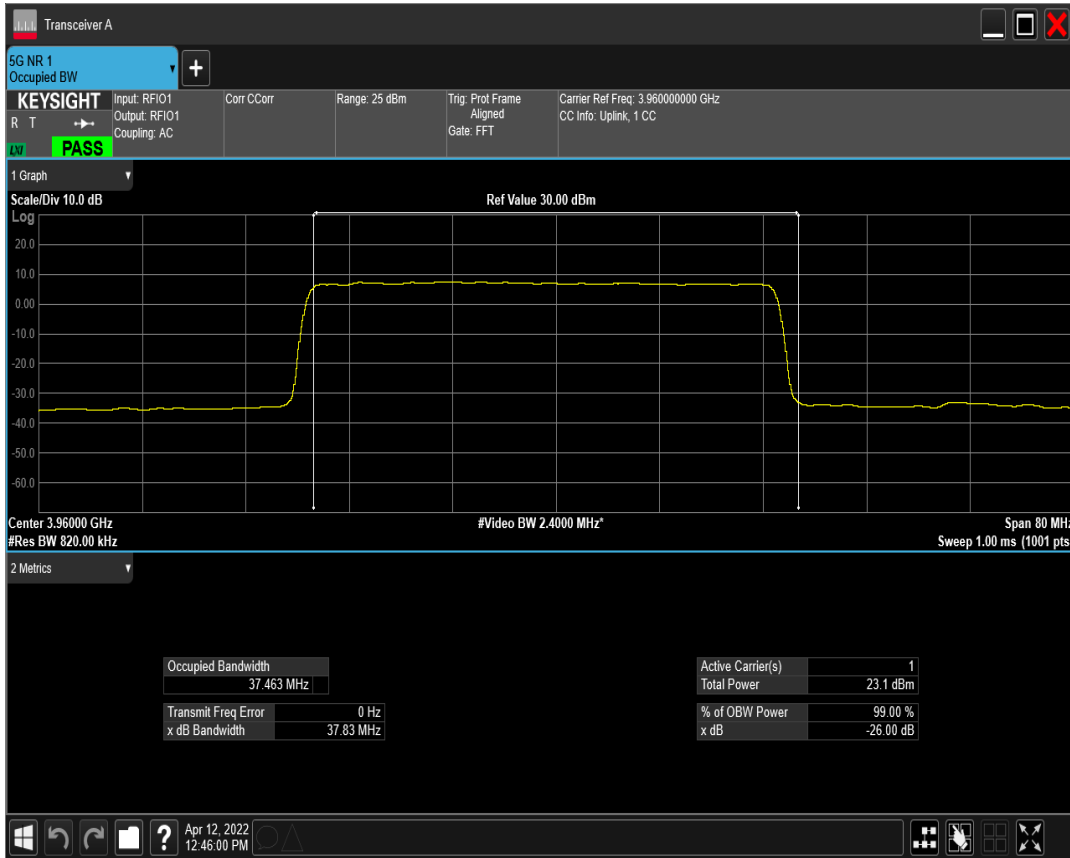 Transceiver A
5G NR 1
Occupied BW
KEYSIGHT
R T
LXI
PASS
Input: RFIO1
Output: RFIO1
Coupling: AC
Corr CCorr
Range: 25 dBm
Trig: Prot Frame
Aligned
Gate: FFT
Carrier Ref Freq: 3.960000000 GHz
CC Info: Uplink, 1 CC
1 Graph
Scale/Div 10.0 dB
Ref Value 30.00 dBm
Log
20.0
10.0
0.00
-10.0
-20.0
-30.0
-40.0
-50.0
-60.0
Center 3.96000 GHz
#Video BW 2.4000 MHz*
Span 80 MHz
#Res BW 820.00 kHz
Sweep 1.00 ms (1001 pts
2 Metrics
Occupied Bandwidth
37.463 MHz
Transmit Freq Error 0 Hz
x dB Bandwidth 37.83 MHz
Active Carrier(s) 1
Total Power 23.1 dBm
% of OBW Power 99.00 %
x dB -26.00 dB
?
Apr 12, 2022
12:46:00 PM